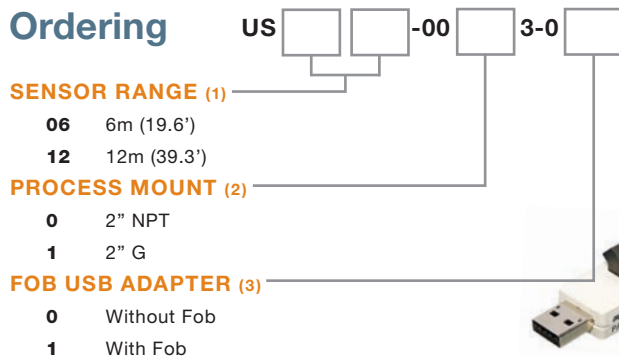 Ordering US -00 3-0
SENSOR RANGE (1)
06 6m (19.6')
12 12m (39.3')
PROCESS MOUNT (2)
0 2” NPT
1 2” G
FOB USB ADAPTER (3)
0 Without Fob
1 With Fob